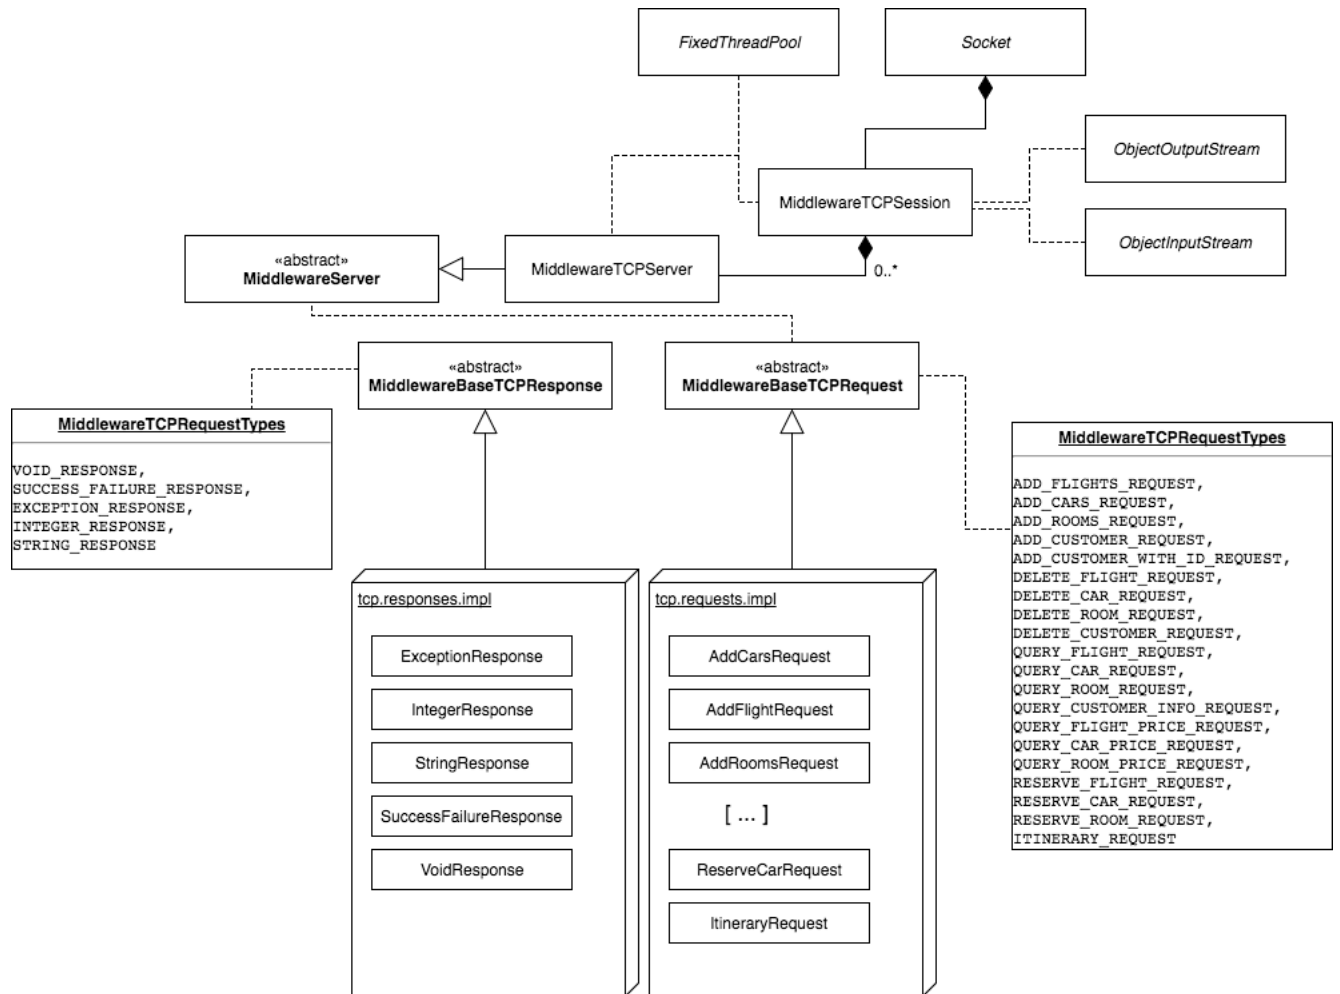 FixedThreadPool
Socket
ObjectOutputStream
MiddlewareTCPSession
ObjectInputStream
«abstract»
MiddlewareServer
MiddlewareTCPServer
0..*
«abstract»
MiddlewareBaseTCPResponse
«abstract»
MiddlewareBaseTCPRequest
MiddlewareTCPRequestTypes
VOID_RESPONSE,
SUCCESS_FAILURE_RESPONSE,
EXCEPTION_RESPONSE,
INTEGER_RESPONSE,
STRING_RESPONSE
MiddlewareTCPRequestTypes
ADD_FLIGHTS_REQUEST,
ADD_CARS_REQUEST,
ADD_ROOMS_REQUEST,
ADD_CUSTOMER_REQUEST,
ADD_CUSTOMER_WITH_ID_REQUEST,
DELETE_FLIGHT_REQUEST,
DELETE_CAR_REQUEST,
DELETE_ROOM_REQUEST,
DELETE_CUSTOMER_REQUEST,
QUERY_FLIGHT_REQUEST,
QUERY_CAR_REQUEST,
QUERY_ROOM_REQUEST,
QUERY_CUSTOMER_INFO_REQUEST,
QUERY_FLIGHT_PRICE_REQUEST,
QUERY_CAR_PRICE_REQUEST,
QUERY_ROOM_PRICE_REQUEST,
RESERVE_FLIGHT_REQUEST,
RESERVE_CAR_REQUEST,
RESERVE_ROOM_REQUEST,
ITINERARY_REQUEST
tcp.responses.impl
ExceptionResponse
IntegerResponse
StringResponse
SuccessFailureResponse
VoidResponse
tcp.requests.impl
AddCarsRequest
AddFlightRequest
AddRoomsRequest
[ ... ]
ReserveCarRequest
ItineraryRequest